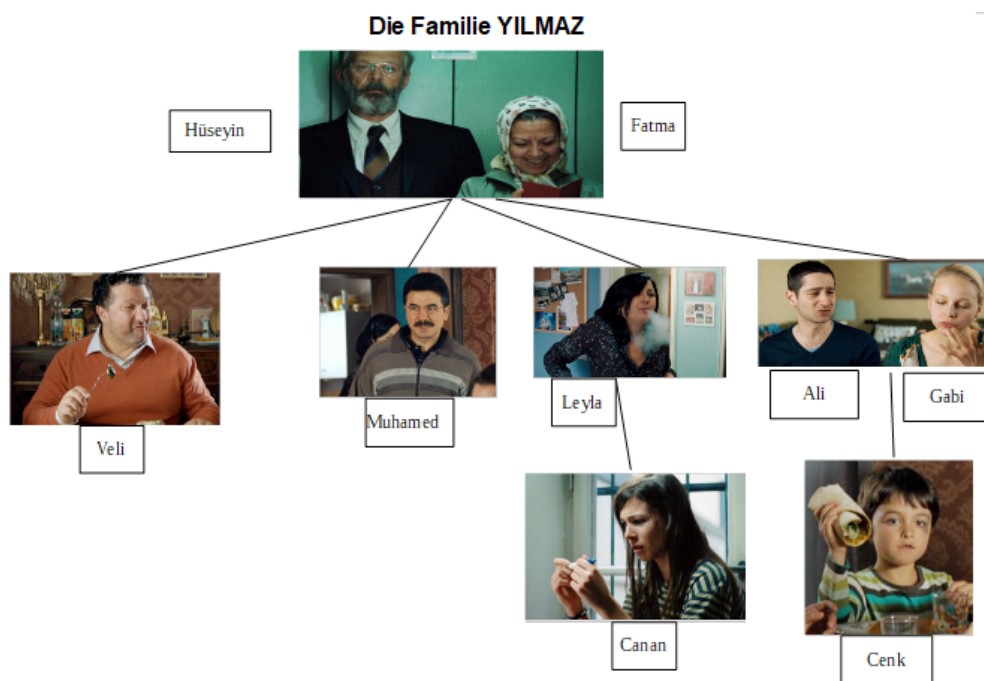 Die Familie YILMAZ
Hüseyin
Fatma
Veli
Muhamed
Leyla
Ali
Gabi
Canan
Cenk